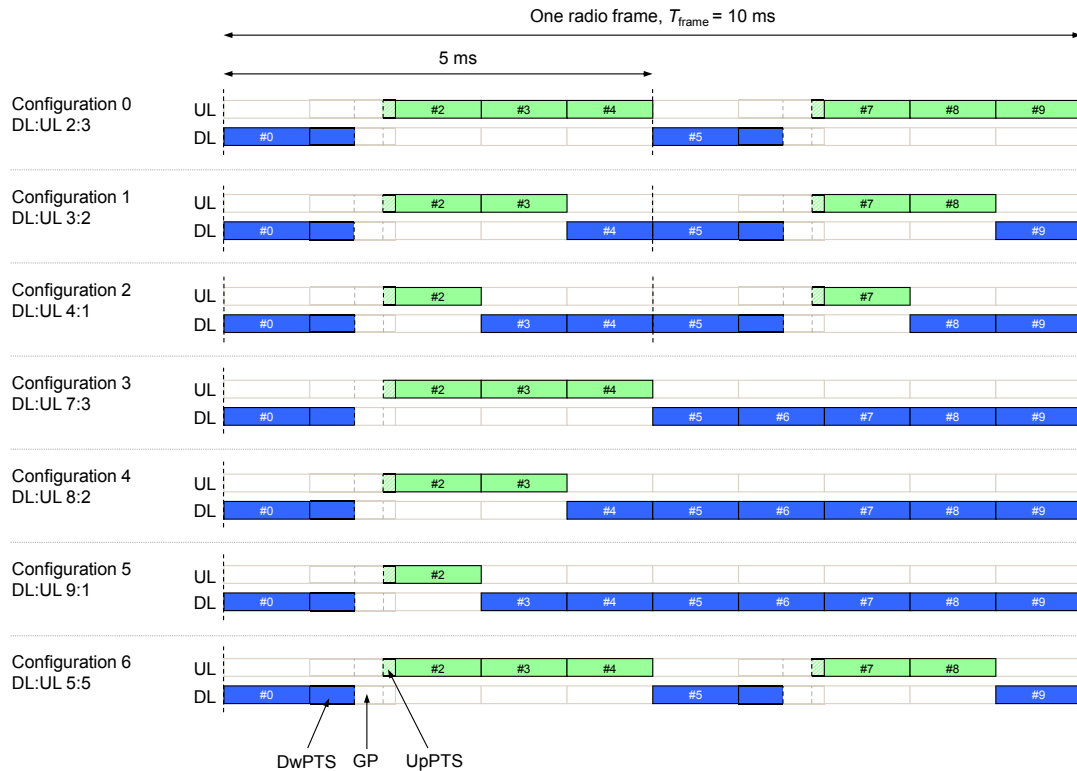 One radio frame, Tframe = 10 ms
5 ms
Configuration 0
DL:UL 2:3
UL
#2 #3 #4 #7 #8 #9
DL
#0 #5
Configuration 1
DL:UL 3:2
UL
#2 #3 #7 #8
DL
#0 #4 #5 #9
Configuration 2
DL:UL 4:1
UL
#2 #7
DL
#0 #3 #4 #5 #8 #9
Configuration 3
DL:UL 7:3
UL
#2 #3 #4
DL
#0 #5 #6 #7 #8 #9
Configuration 4
DL:UL 8:2
UL
#2 #3
DL
#0 #4 #5 #6 #7 #8 #9
Configuration 5
DL:UL 9:1
UL
#2
DL
#0 #3 #4 #5 #6 #7 #8 #9
Configuration 6
DL:UL 5:5
UL
#2 #3 #4 #7 #8
DL
#0 #5 #9
DwPTS GP UpPTS